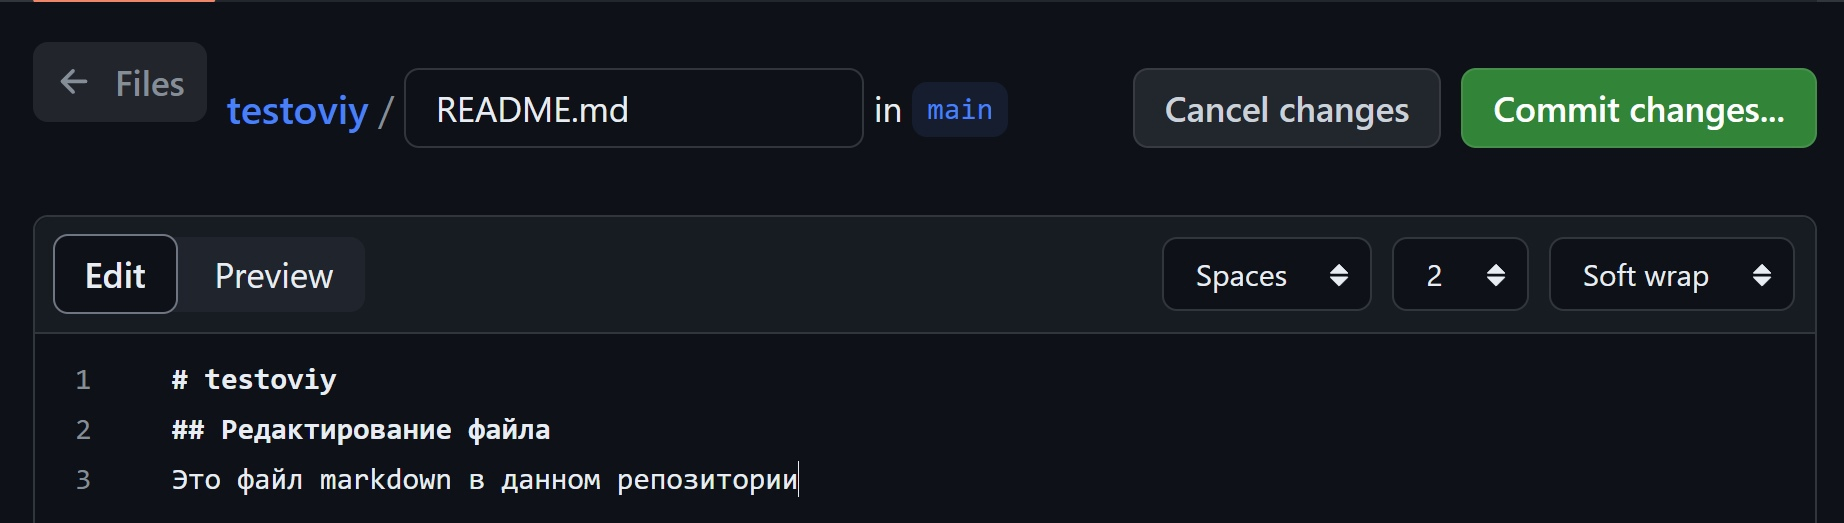 ← Files
testoviy / README.md in main
Cancel changes Commit changes...
Edit Preview
Spaces 2 Soft wrap
1 # testoviy
2 ## Редактирование файла
3 Это файл markdown в данном репозитории